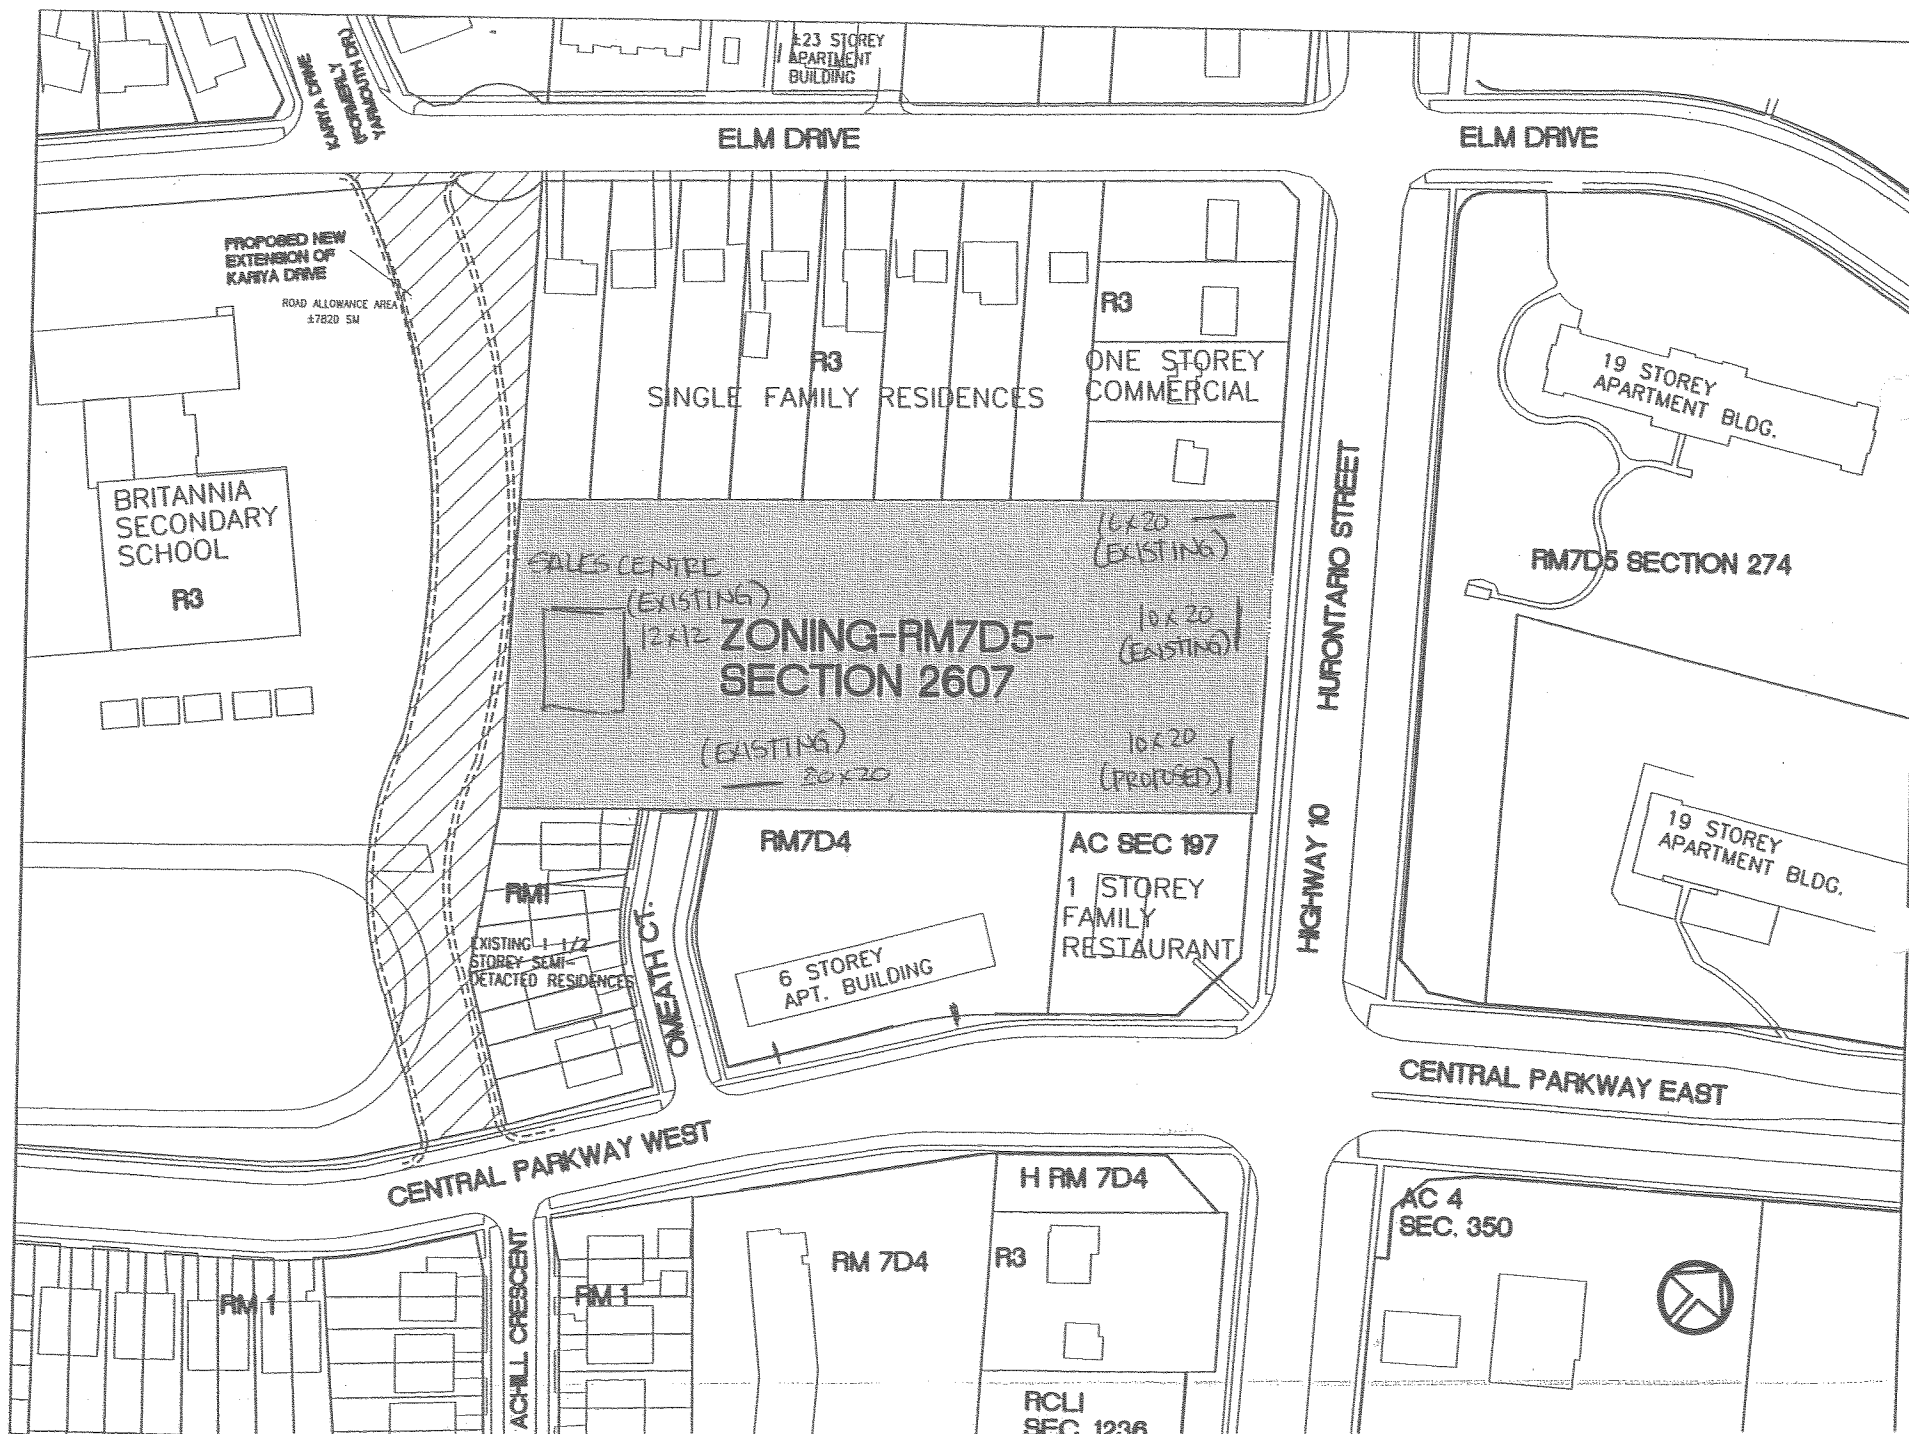 ±23 STOREY
APARTMENT
BUILDING
KARIYA DRIVE
(FORMERLY
YARMOUTH DR.)
ELM DRIVE
ELM DRIVE
PROPOSED NEW
EXTENSION OF
KARIYA DRIVE
ROAD ALLOWANCE AREA
±7820 SM
R3
R3
SINGLE FAMILY RESIDENCES
ONE STOREY
COMMERCIAL
19 STOREY
APARTMENT BLDG.
BRITANNIA
SECONDARY
SCHOOL
R3
HURONTARIO STREET
RM7D5 SECTION 274
SALES CENTRE
(EXISTING)
12x12
16x20
(EXISTING)
10x20
(EXISTING)
ZONING-RM7D5-
SECTION 2607
(EXISTING)
80x20
10x20
(PROPOSED)
HIGHWAY 10
19 STOREY
APARTMENT BLDG.
RM7D4
AC SEC 197
1 STOREY
FAMILY
RESTAURANT
RM1
EXISTING 1 1/2
STOREY SEMI-
DETACTED RESIDENCES
OMEATH CT.
6 STOREY
APT. BUILDING
CENTRAL PARKWAY EAST
CENTRAL PARKWAY WEST
H RM 7D4
AC 4
SEC. 350
RM 1
ACHILL CRESCENT
RM 1
RM 7D4
R3
RCLI
SEC. 1236